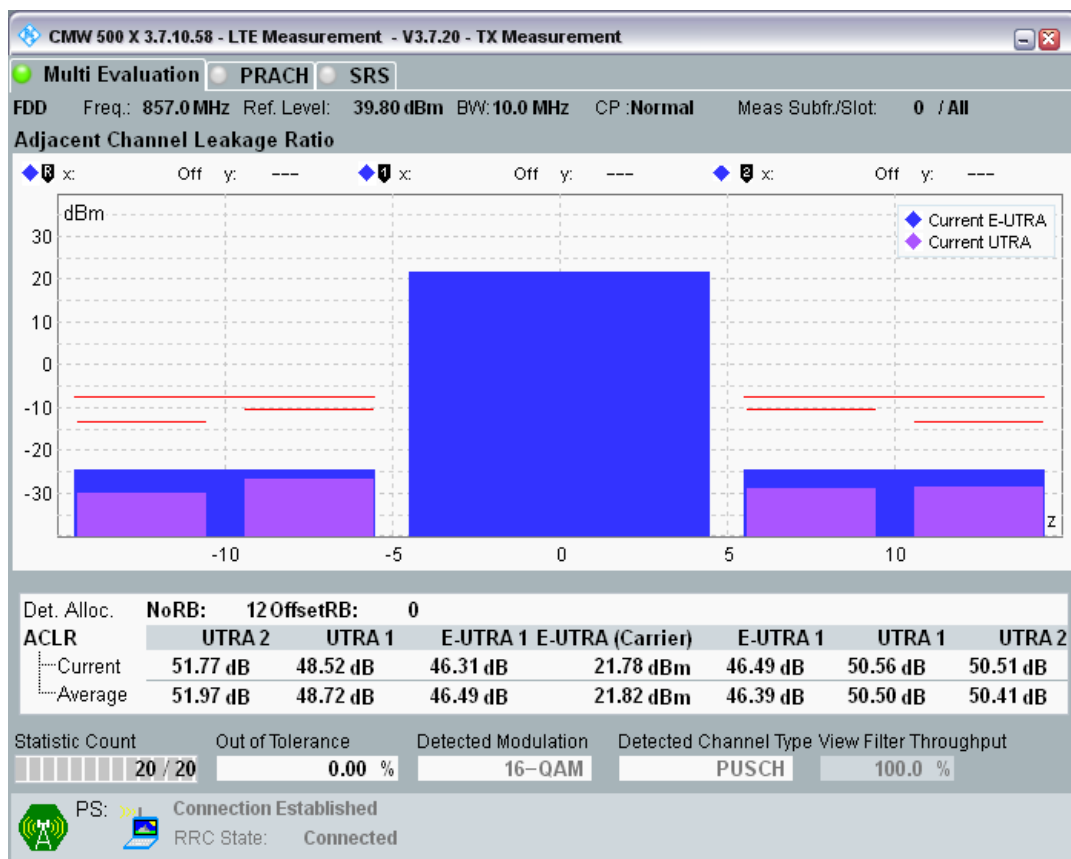 CMW 500 X 3.7.10.58 - LTE Measurement - V3.7.20 - TX Measurement
Multi Evaluation PRACH SRS
FDD Freq.: 857.0 MHz Ref. Level: 39.80 dBm BW: 10.0 MHz CP :Normal Meas Subfr./Slot: 0 / All
Adjacent Channel Leakage Ratio
R x: Off y: --- 1 x: Off y: --- 2 x: Off y: ---
dBm
Current E-UTRA
Current UTRA
30
20
10
0
-10
-20
-30
z
-10 -5 0 5 10
Det. Alloc. NoRB: 12 OffsetRB: 0
ACLR UTRA 2 UTRA 1 E-UTRA 1 E-UTRA (Carrier) E-UTRA 1 UTRA 1 UTRA 2
Current 51.77 dB 48.52 dB 46.31 dB 21.78 dBm 46.49 dB 50.56 dB 50.51 dB
Average 51.97 dB 48.72 dB 46.49 dB 21.82 dBm 46.39 dB 50.50 dB 50.41 dB
Statistic Count Out of Tolerance Detected Modulation Detected Channel Type View Filter Throughput
20 / 20 0.00 % 16-QAM PUSCH 100.0 %
PS: Connection Established
RRC State: Connected